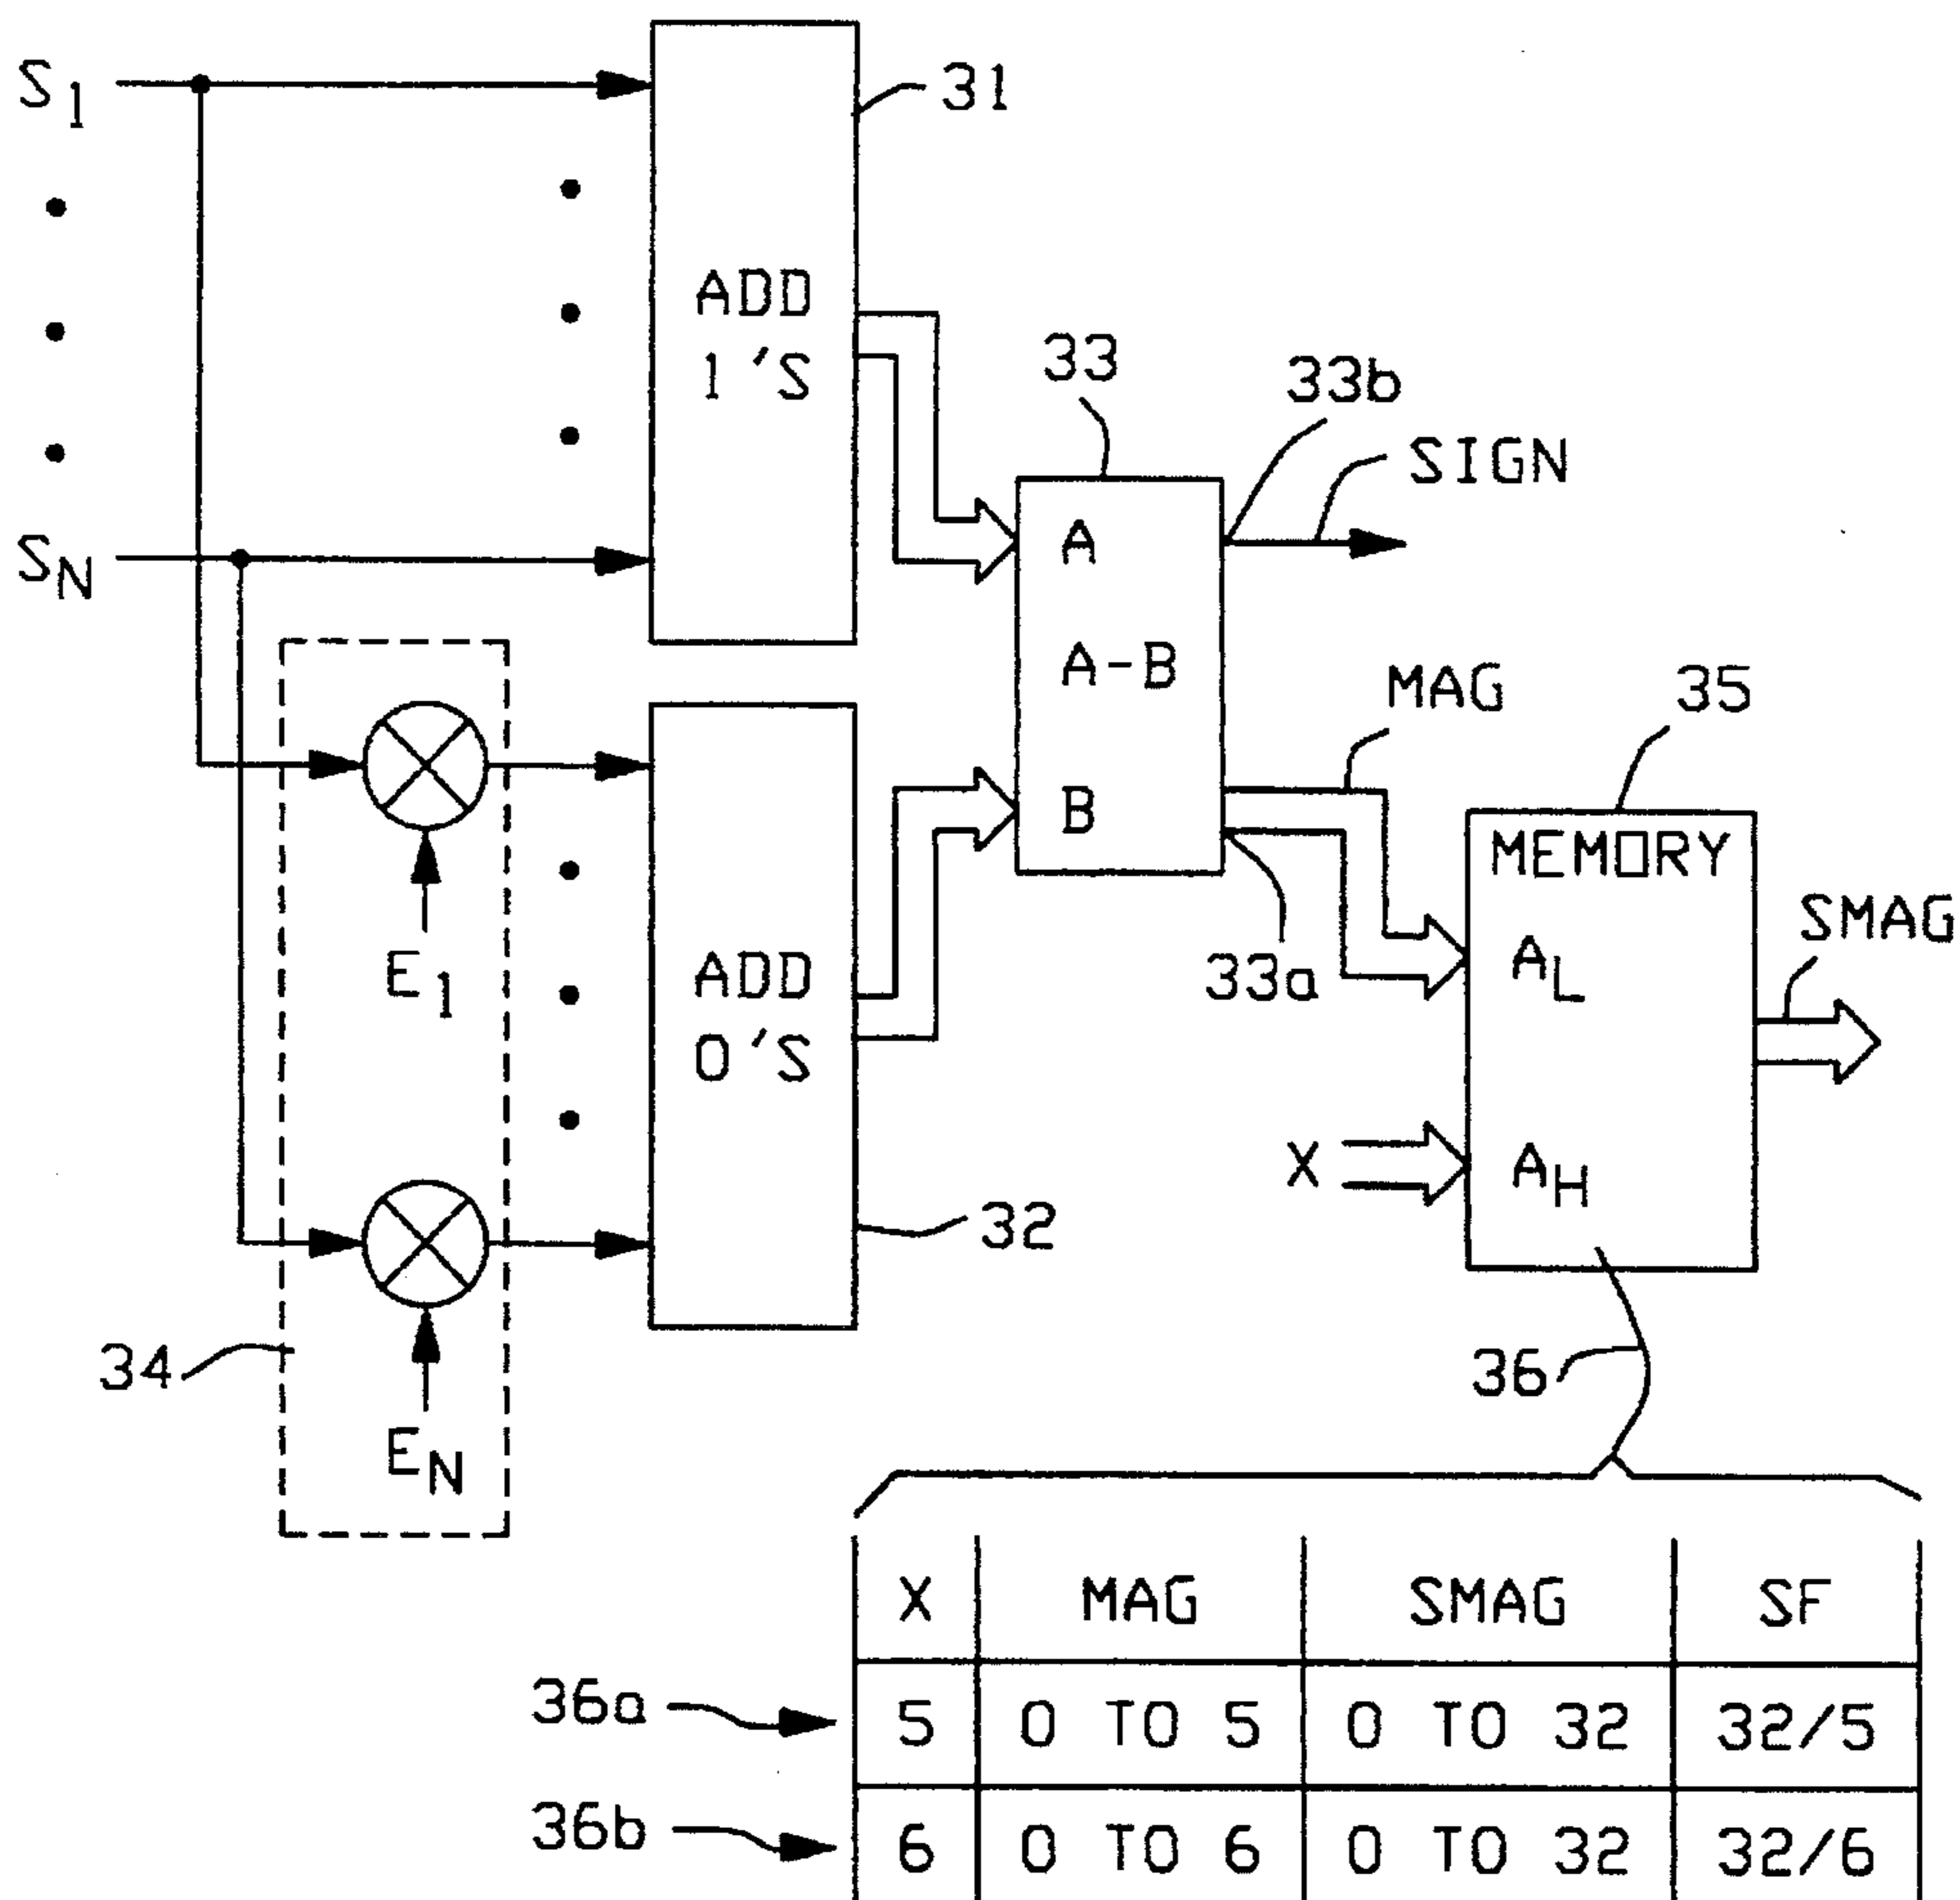 S1
31
SN
ADD
1'S
33
33b
SIGN
A
A-B
B
MAG
35
MEMORY
AL
SMAG
33a
E1
ADD
0'S
X
AH
32
34
EN
36
X MAG SMAG SF
36a 5 0 TO 5 0 TO 32 32/5
36b 6 0 TO 6 0 TO 32 32/6